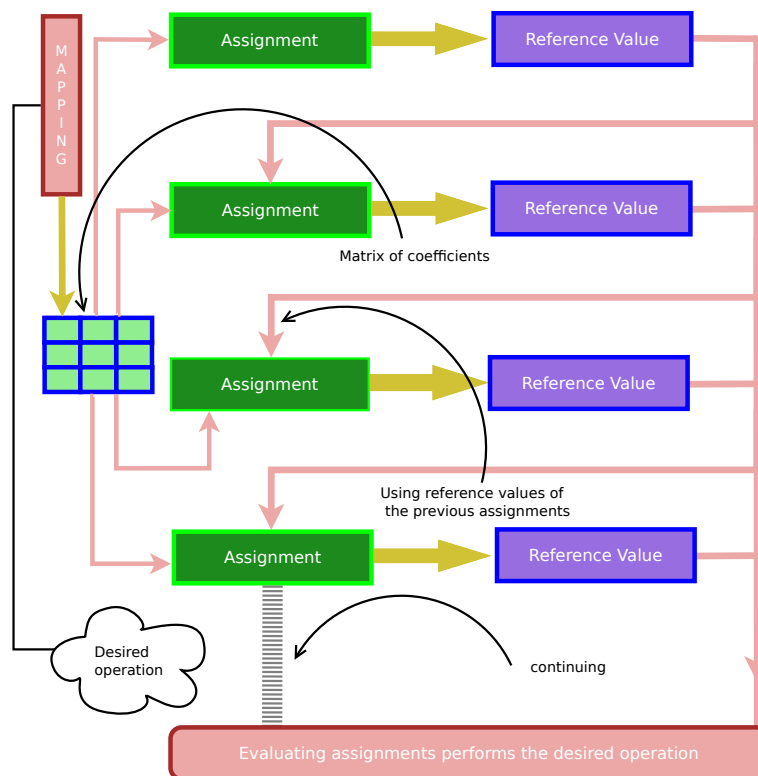 Assignment
Reference Value
MAPPING
Assignment
Reference Value
Matrix of coefficients
Assignment
Reference Value
Using reference values of
the previous assignments
Assignment
Reference Value
Desired
operation
continuing
Evaluating assignments performs the desired operation